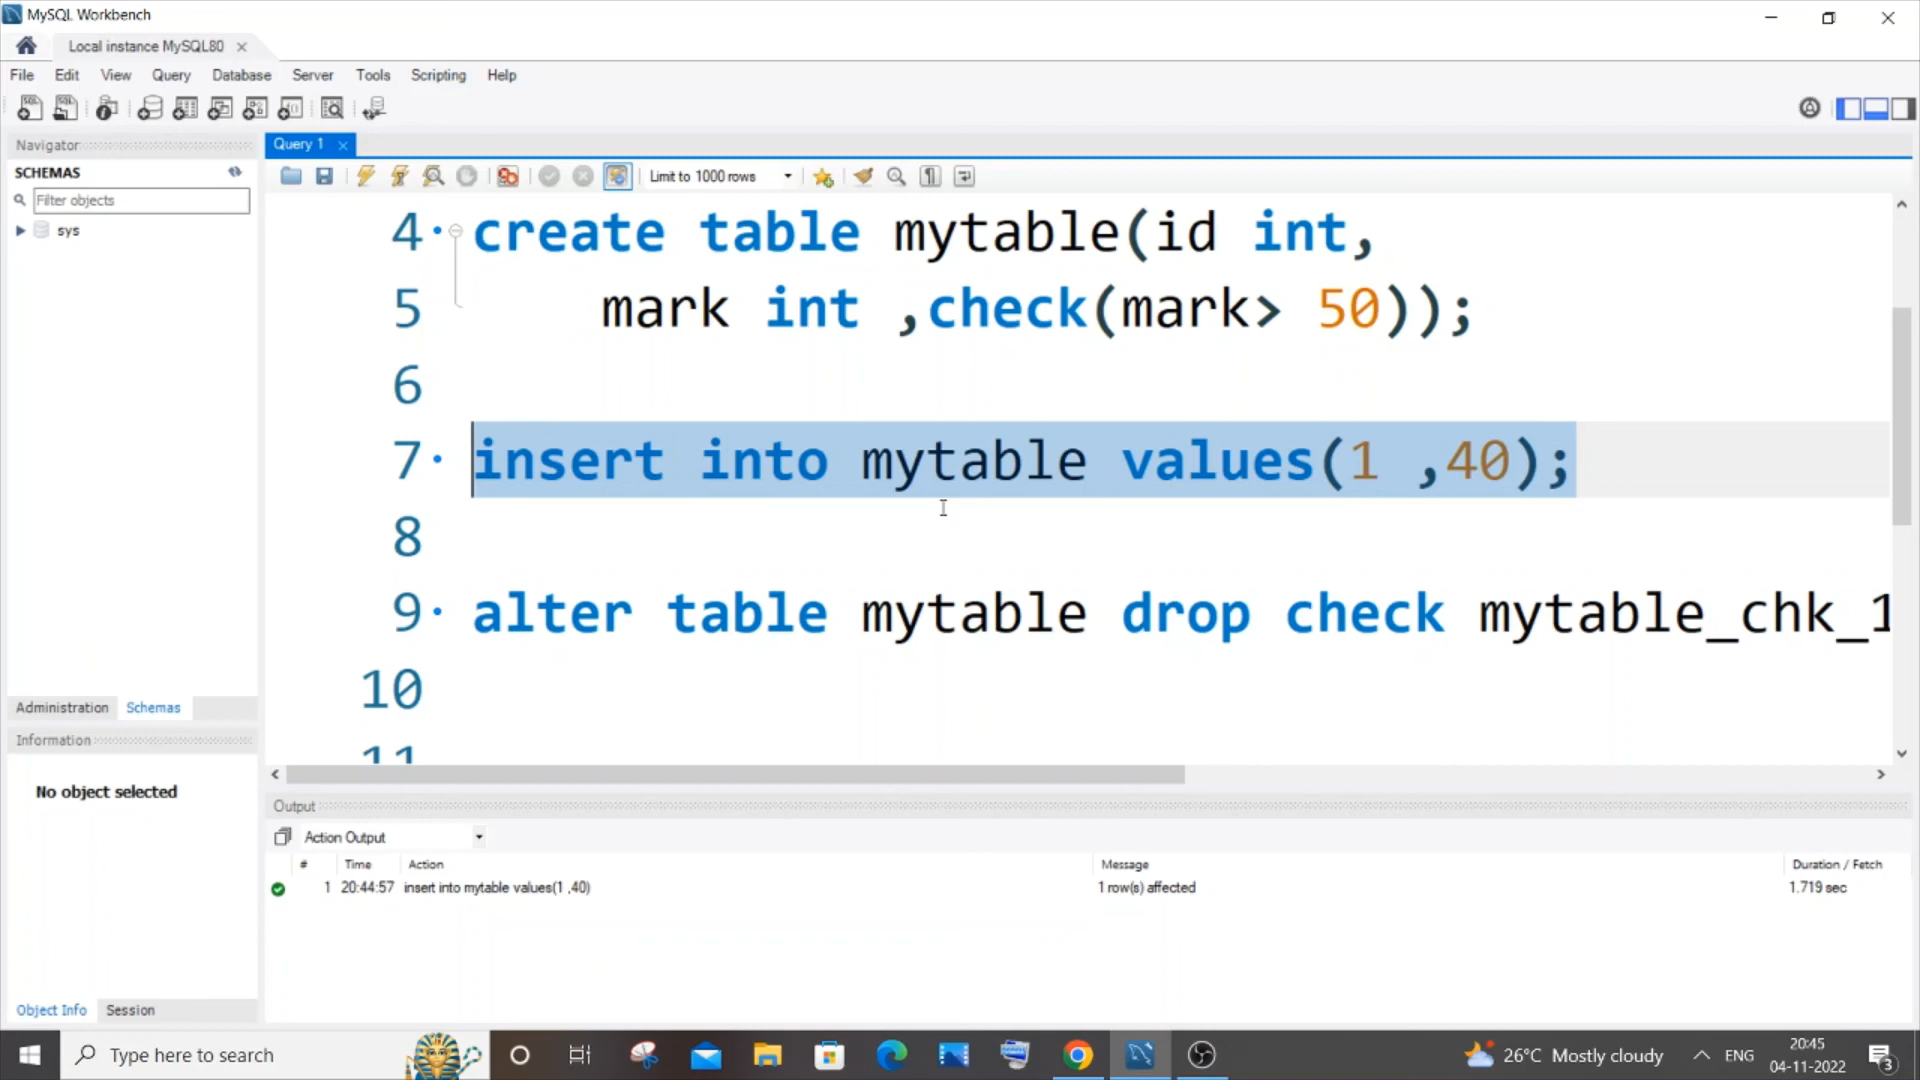 MySQL Workbench
Local instance MySQL80
File Edit View Query Database Server Tools Scripting Help
Navigator
Query 1
SCHEMAS
Limit to 1000 rows
Filter objects
sys
4 create table mytable(id int,
5 mark int ,check(mark> 50));
6
7 insert into mytable values(1 ,40);
8
9 alter table mytable drop check mytable_chk_1
10
11
Administration Schemas
Information
No object selected
Output
Action Output
# Time Action Message Duration / Fetch
1 20:44:57 insert into mytable values(1 ,40) 1 row(s) affected 1.719 sec
Object Info Session
Type here to search
26°C Mostly cloudy
ENG
20:45
04-11-2022
3